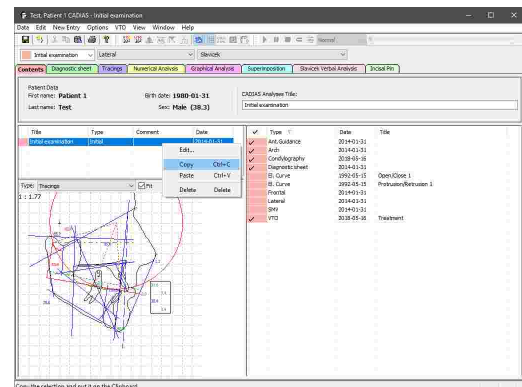 Test, Patient 1 CADIAS - [Initial examination]
Data Edit New Entry Options VTO View Window Help
Normal
Initial examination Lateral Slavicek
Contents Diagnostic sheet Tracings Numerical Analysis Graphical Analysis Superimposition Slavicek Verbal Analysis Incisal Pin
Patient Data
First name: Patient 1 Birth date: 1980-01-31
Last name: Test Sex: Male (38.3)
CADIAS Analyses Title:
Initial examination
Title Type Comment Date
Initial examination Initial 2014-01-31
Edit...
Copy Ctrl+C
Paste Ctrl+V
Delete Delete
Type: Tracings Fit
1 : 1.77
Type Date Title
Ant.Guidance 2014-01-31
Arch 2014-01-31
Condylography 2018-05-16
Diagnostic sheet 2014-01-31
El. Curve 1992-05-15 Open/Close 1
El. Curve 1992-05-15 Protrusion/Retrusion 1
Frontal 2014-01-31
Lateral 2014-01-31
SMV 2014-01-31
VTO 2018-05-16 Treatment
Copy the selection and put it on the Clipboard